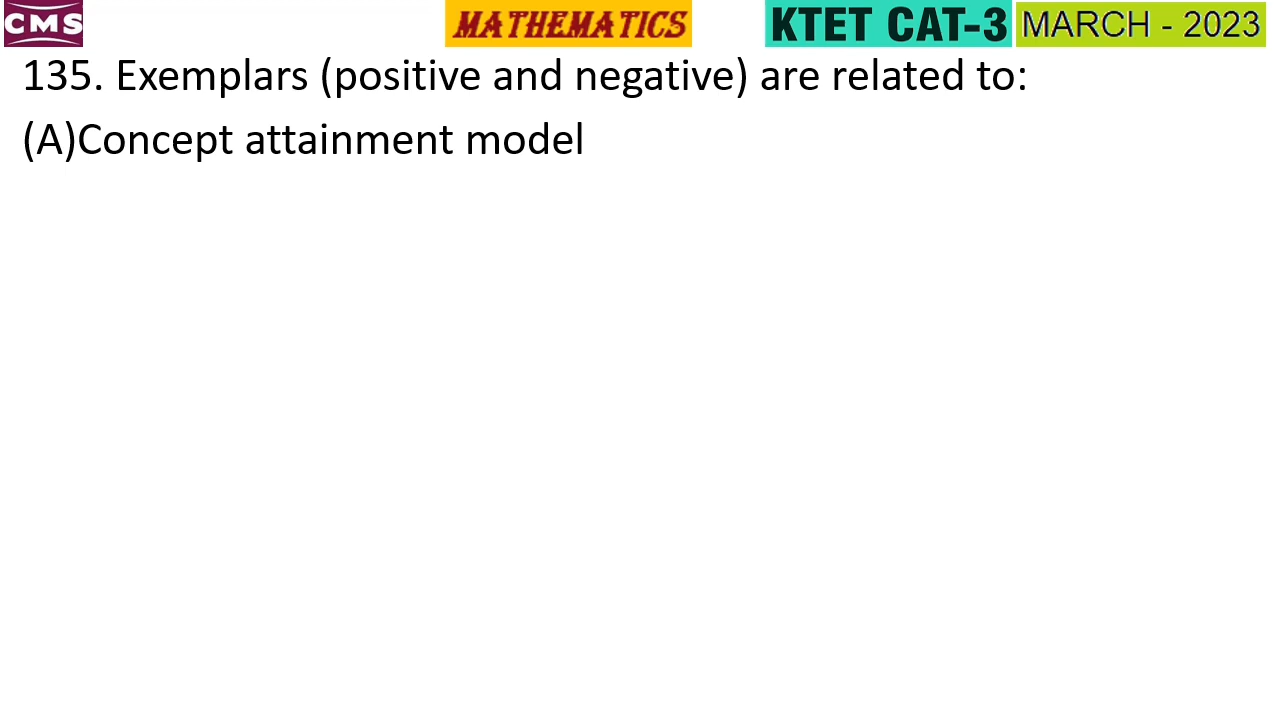 CMS
MATHEMATICS
KTET CAT-3
MARCH - 2023
135. Exemplars (positive and negative) are related to:
(A)Concept attainment model